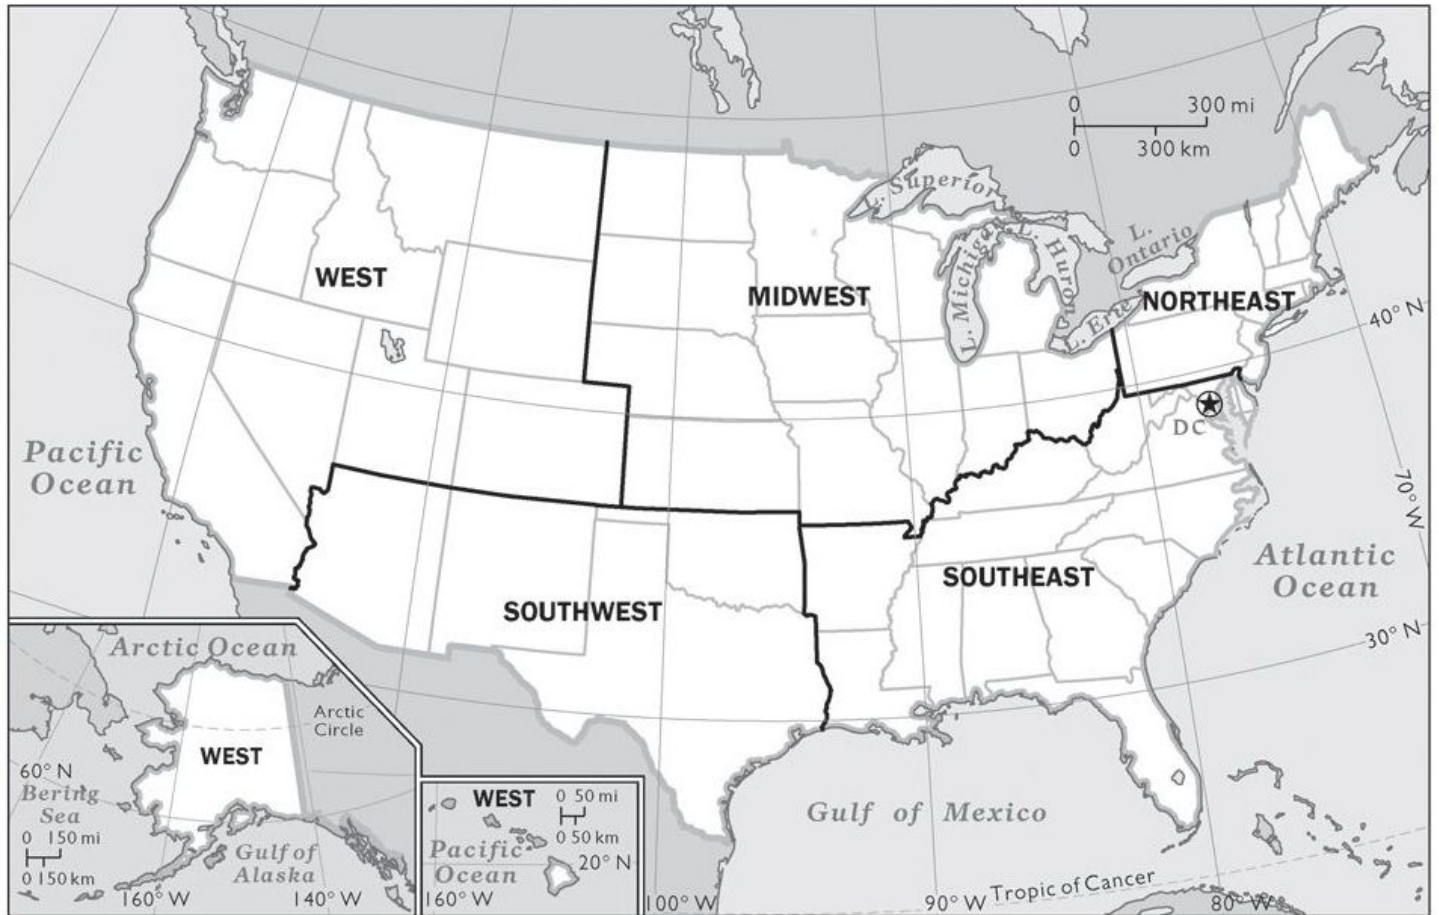 0 300 mi
0 300 km
L. Superior
L. Michigan
L. Huron
L.
Ontario
L. Erie
WEST
MIDWEST
NORTHEAST
40° N
DC
Pacific
Ocean
70° W
Atlantic
Ocean
SOUTHEAST
SOUTHWEST
30° N
Arctic Ocean
Arctic
Circle
WEST
60° N
Bering
Sea
0 150 mi
0 150 km
Gulf of
Alaska
160° W
140° W
WEST
0 50 mi
0 50 km
Pacific
Ocean
20° N
160° W
Gulf of Mexico
100° W
90° W
Tropic of Cancer
80° W